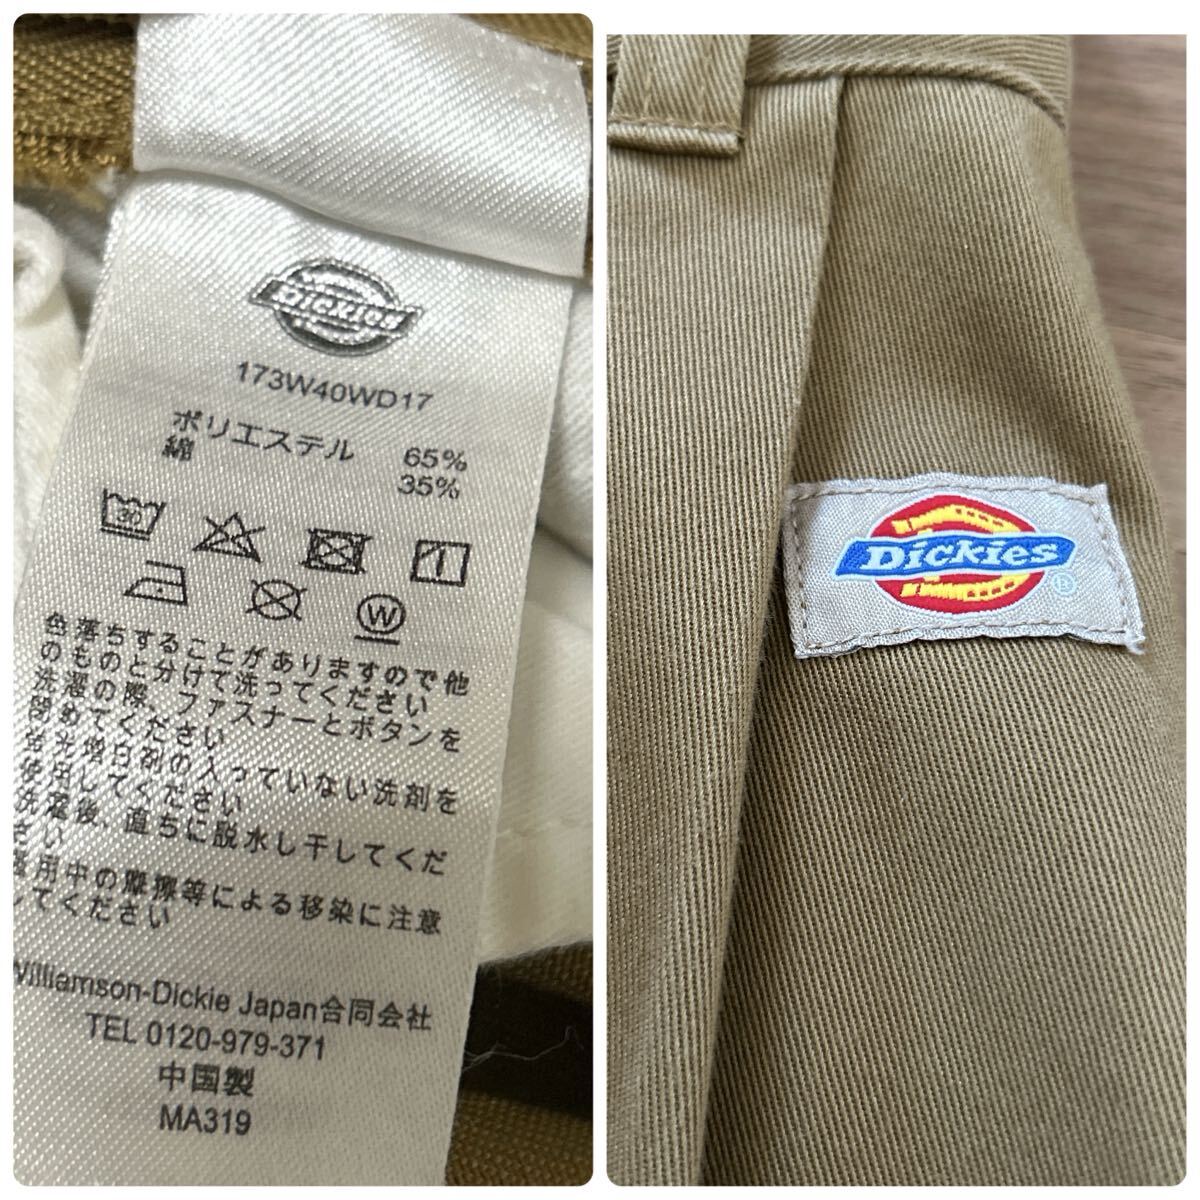 Dickies
173W40WD17
ポリエステル 65%
綿 35%
30
W
色落ちすることがありますので他
のものと分けて洗ってください
洗濯の際、ファスナーとボタンを
閉めてください
蛍光増白剤の入っていない洗剤を
使用してください
洗濯後、直ちに脱水し干してくだ
さい
着用中の摩擦等による移染に注意
してください
Williamson-Dickie Japan合同会社
TEL 0120-979-371
中国製
MA319
Dickies®